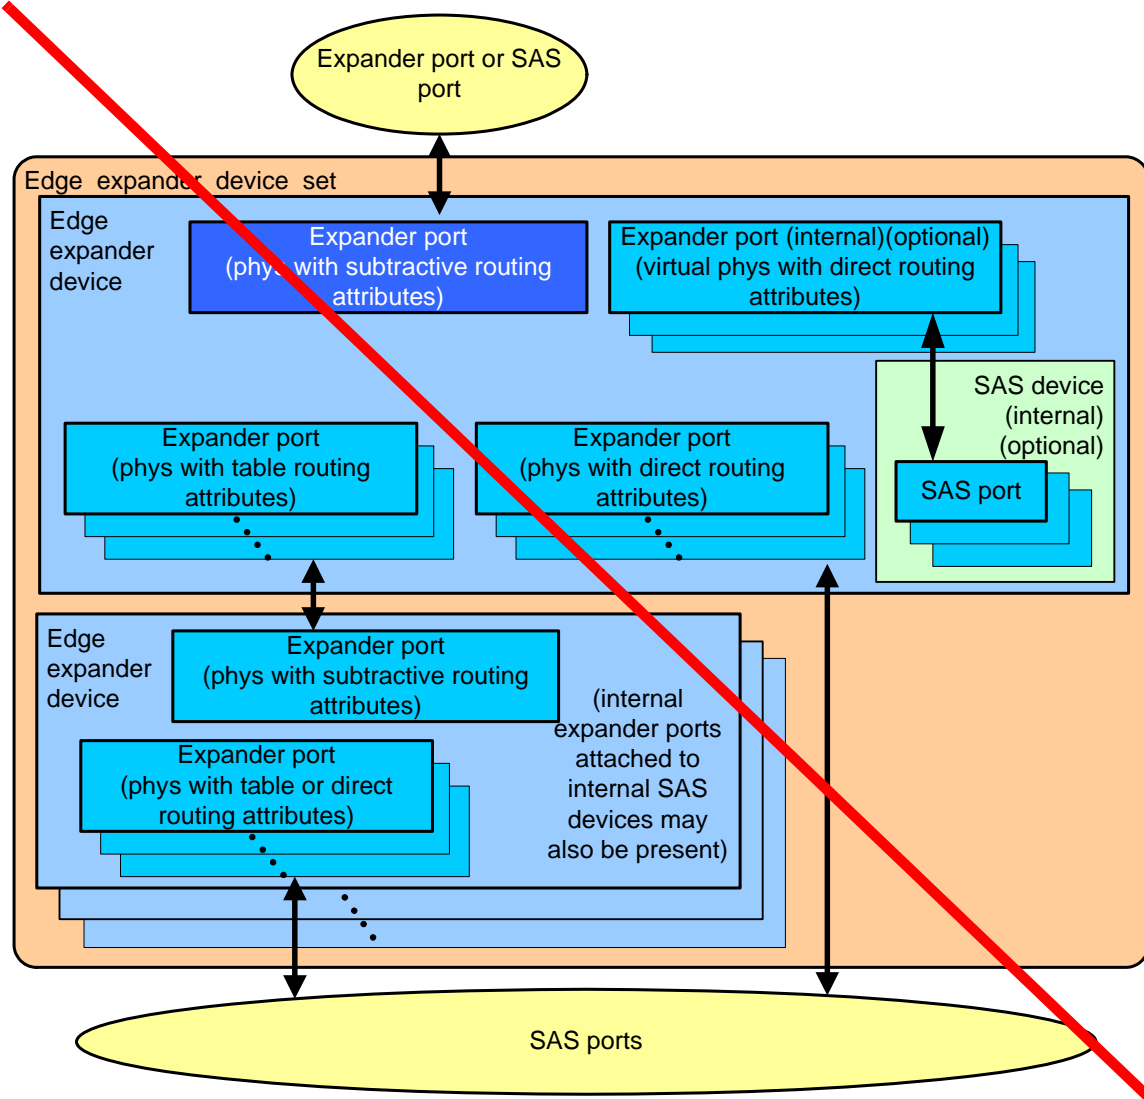 Expander port or SAS
port
Edge expander device set
Edge
expander
device
Expander port
(phys with subtractive routing
attributes)
Expander port (internal)(optional)
(virtual phys with direct routing
attributes)
SAS device
(internal)
(optional)
SAS port
Expander port
(phys with table routing
attributes)
Expander port
(phys with direct routing
attributes)
Edge
expander
device
Expander port
(phys with subtractive routing
attributes)
(internal
expander ports
attached to
internal SAS
devices may
also be present)
Expander port
(phys with table or direct
routing attributes)
SAS ports